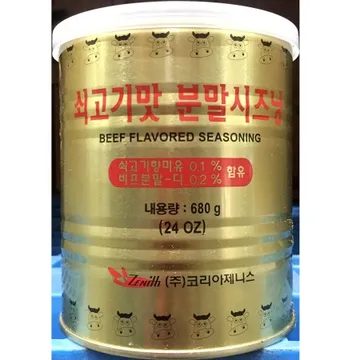 쇠고기맛 분말시즈닝
BEEF FLAVORED SEASONING
쇠고기향미유 0.1 %
비프분말-디 0.2 % 함유
내용량 : 680 g
(24 OZ)
Zenith (주)코리아제니스